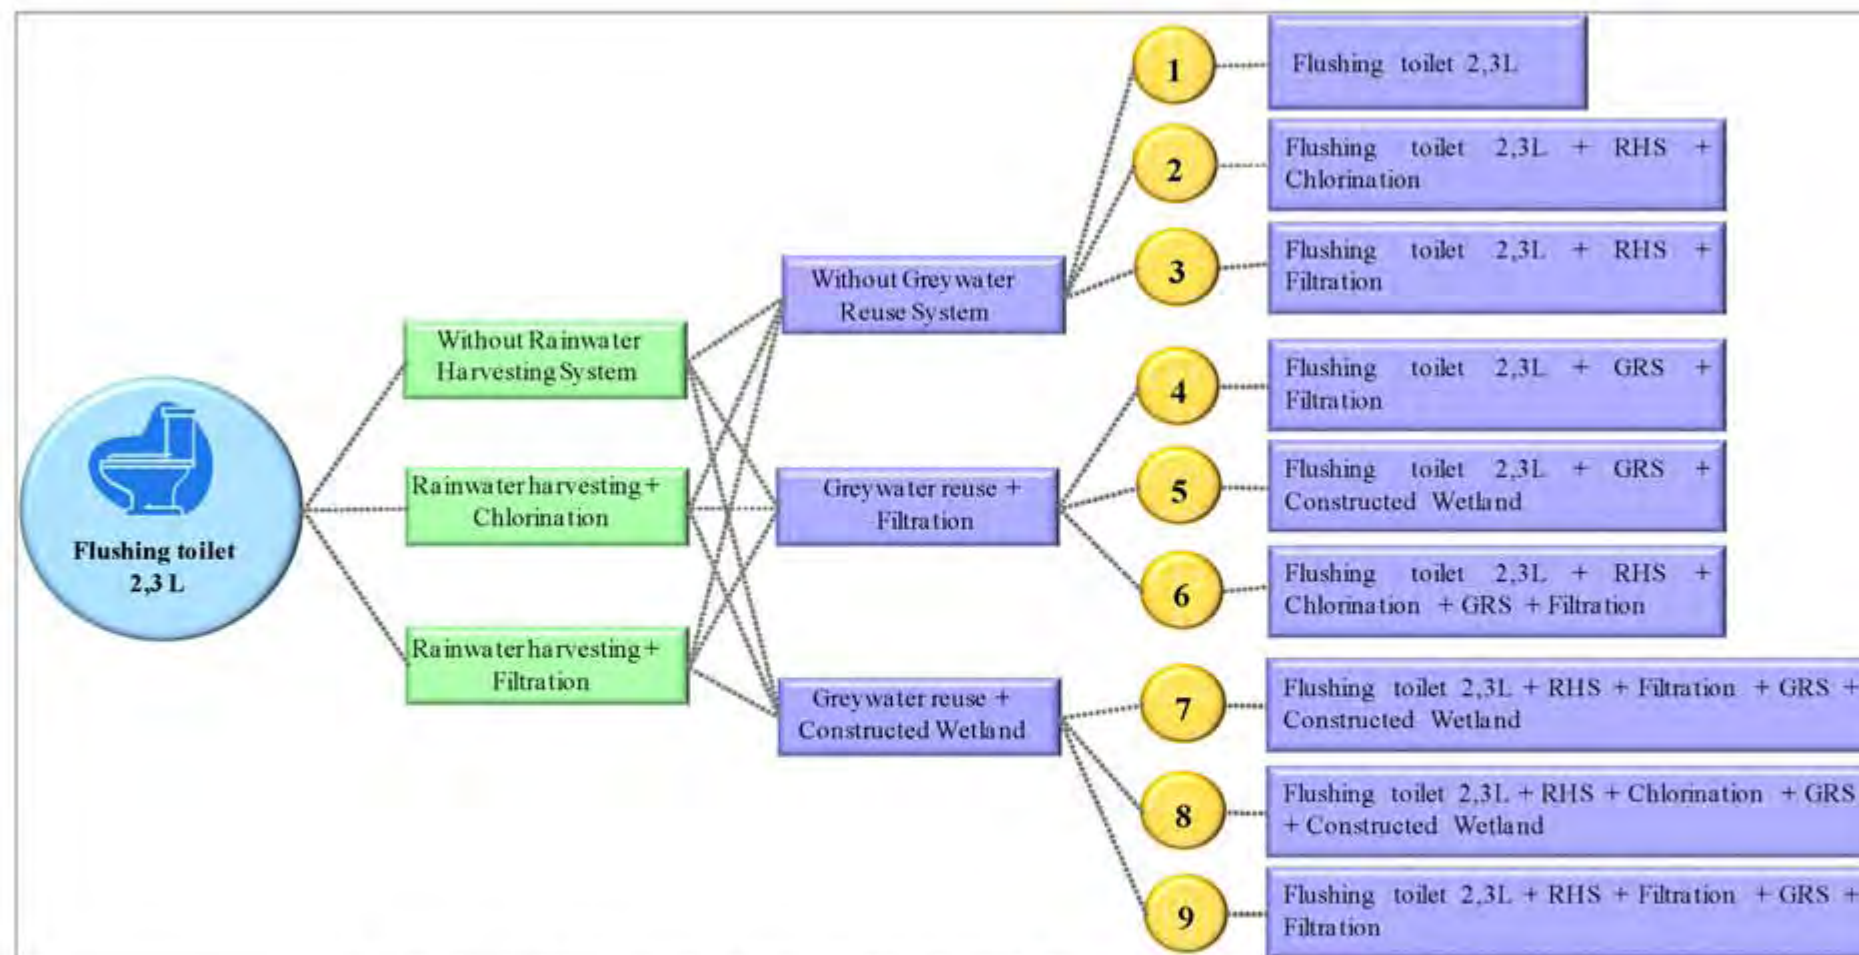 Flushing toilet
2,3 L
Without Rainwater
Harvesting System
Rainwater harvesting +
Chlorination
Rainwater harvesting +
Filtration
Without Greywater
Reuse System
Greywater reuse +
Filtration
Greywater reuse +
Constructed Wetland
1
Flushing toilet 2,3L
2
Flushing toilet 2,3L + RHS +
Chlorination
3
Flushing toilet 2,3L + RHS +
Filtration
4
Flushing toilet 2,3L + GRS +
Filtration
5
Flushing toilet 2,3L + GRS +
Constructed Wetland
6
Flushing toilet 2,3L + RHS +
Chlorination + GRS + Filtration
7
Flushing toilet 2,3L + RHS + Filtration + GRS +
Constructed Wetland
8
Flushing toilet 2,3L + RHS + Chlorination + GRS
+ Constructed Wetland
9
Flushing toilet 2,3L + RHS + Filtration + GRS +
Filtration